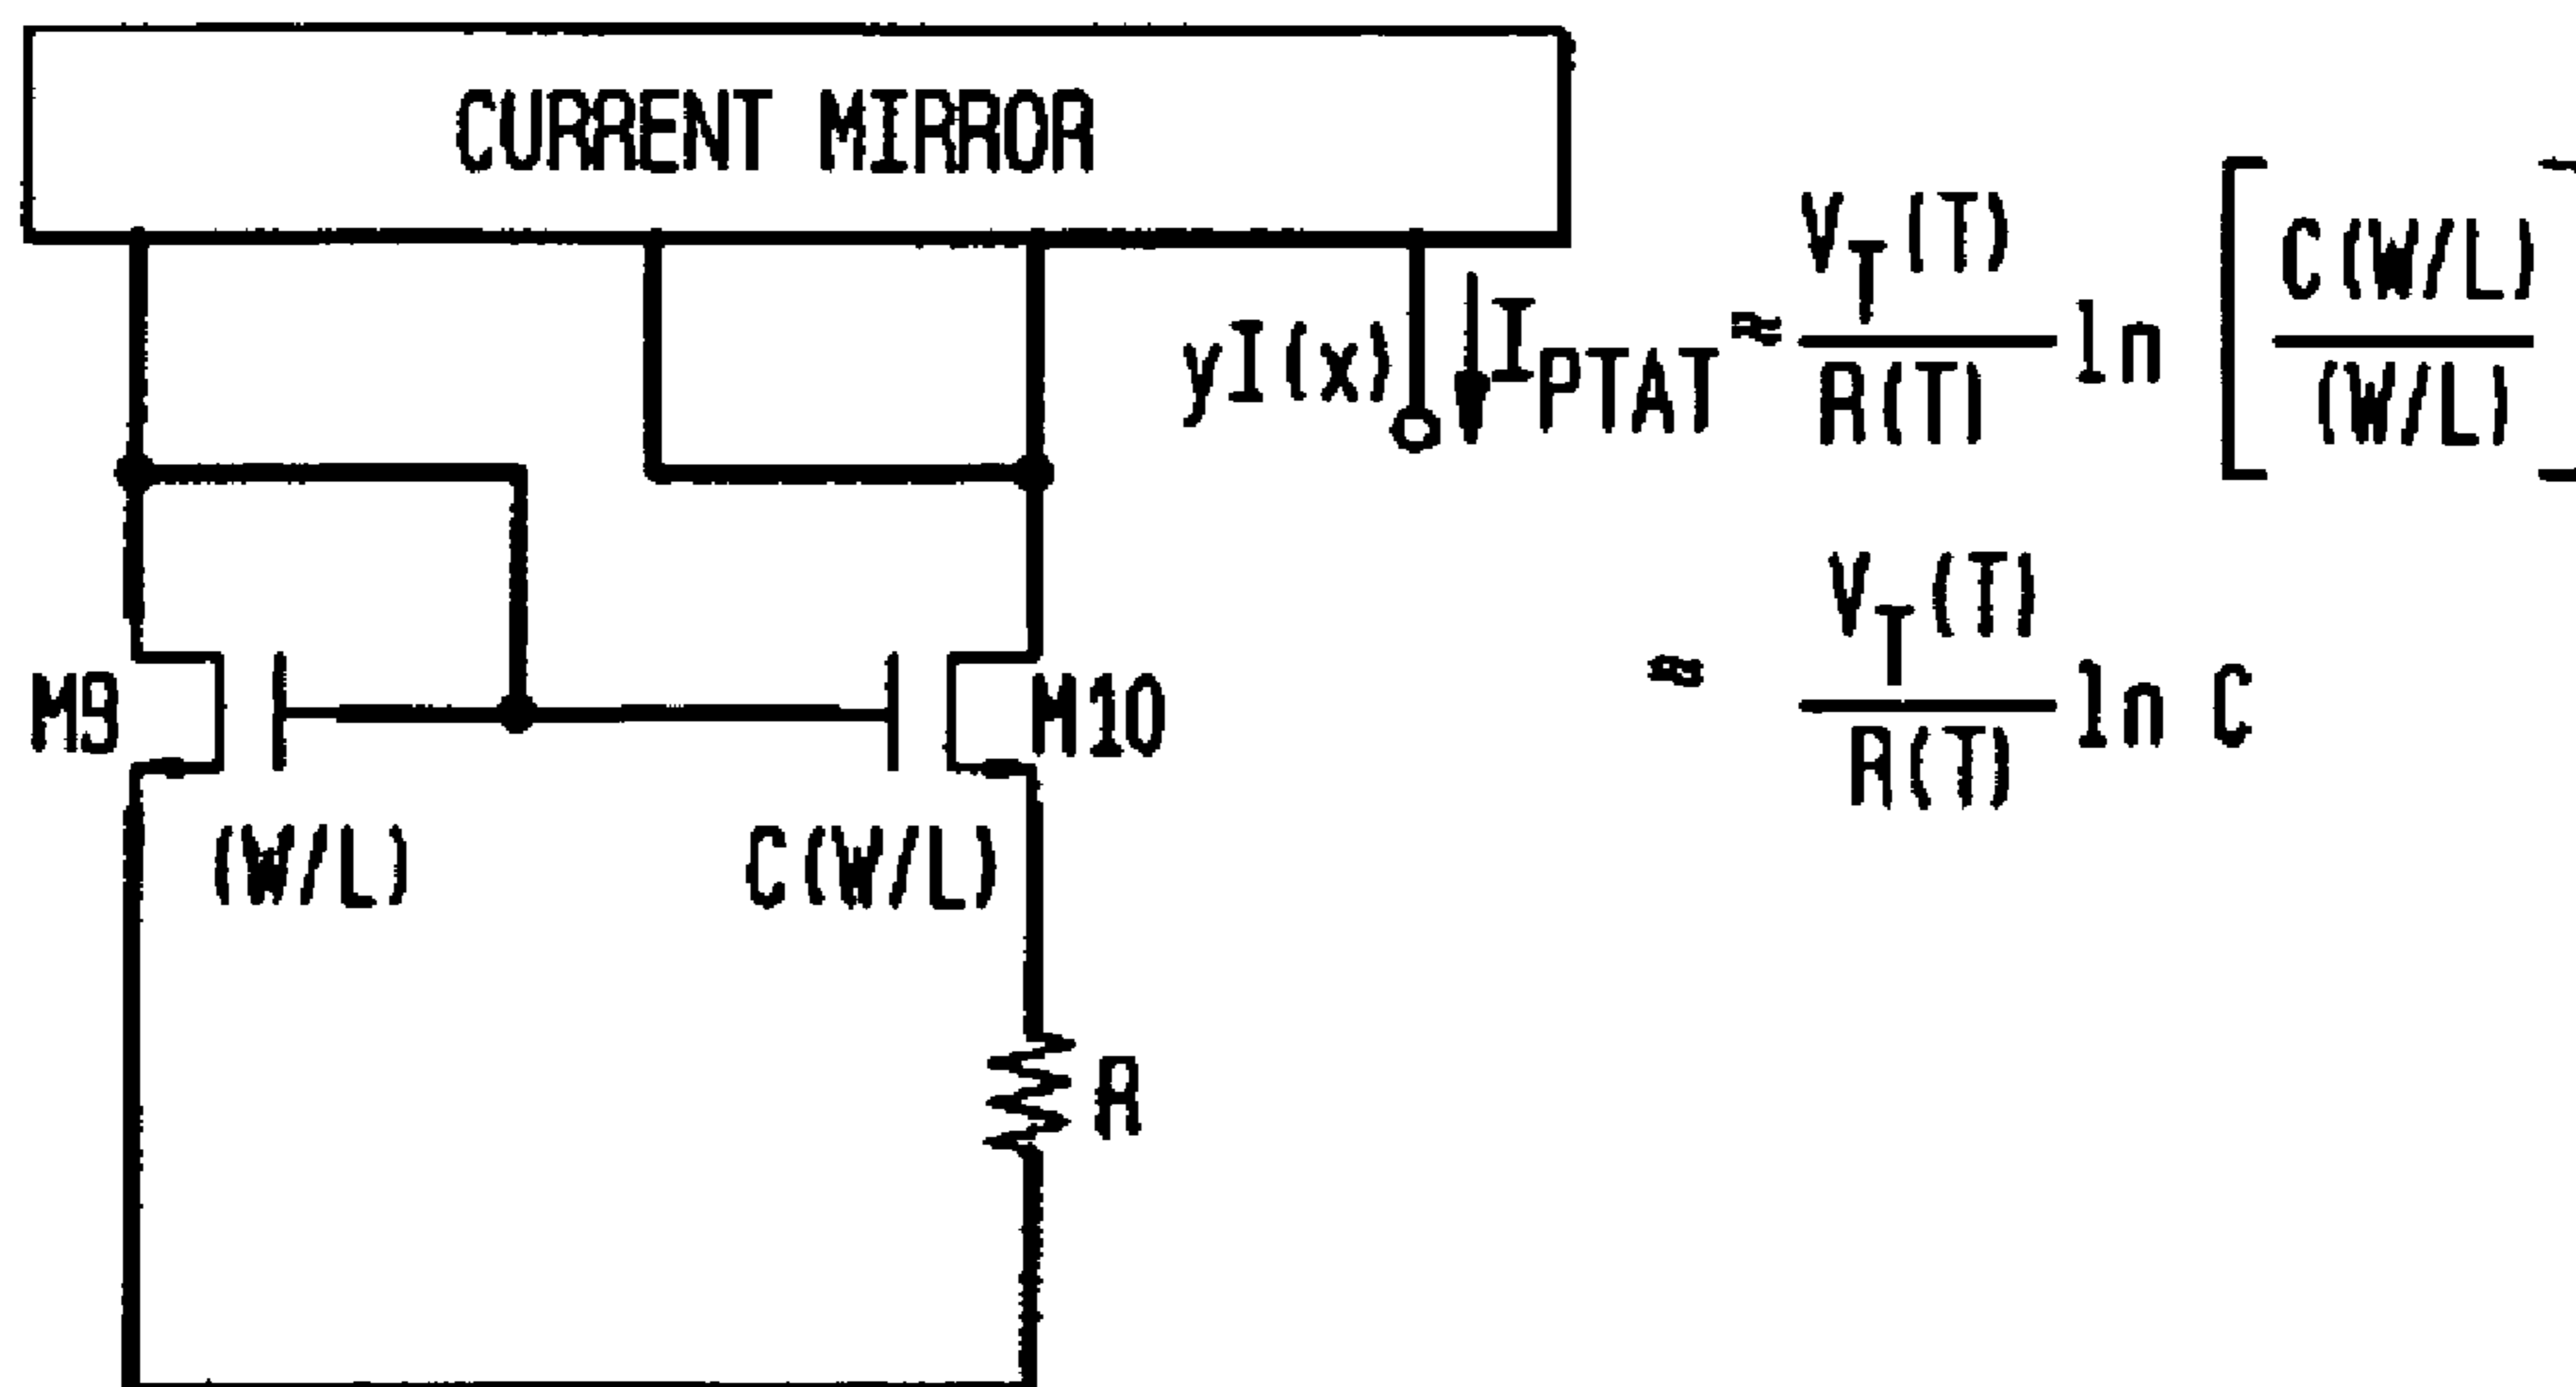 CURRENT MIRROR
yI(x) I_PTAT ≈ V_T(T) / R(T) ln [ C(W/L) / (W/L) ]
≈ V_T(T) / R(T) ln C
M9 M10
(W/L) C(W/L)
R